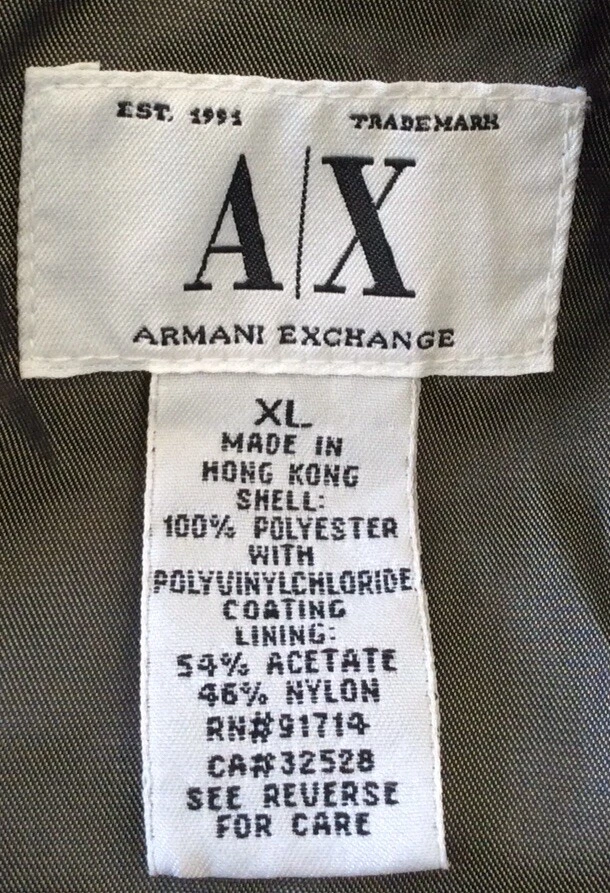 EST. 1991 TRADEMARK
A|X
ARMANI EXCHANGE
XL
MADE IN
HONG KONG
SHELL:
100% POLYESTER
WITH
POLYVINYLCHLORIDE
COATING
LINING:
54% ACETATE
46% NYLON
RN#91714
CA#32528
SEE REVERSE
FOR CARE